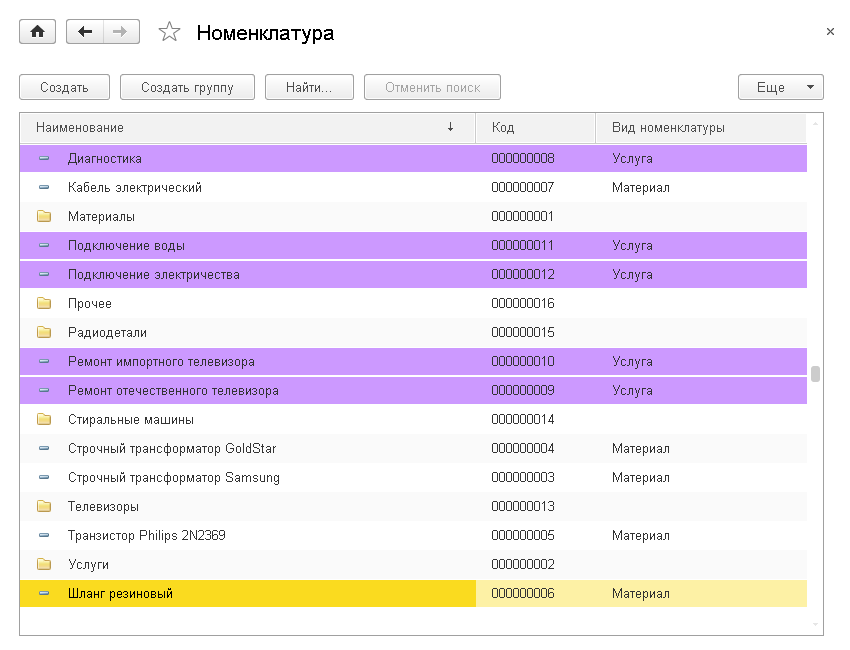 Номенклатура
Создать Создать группу Найти... Отменить поиск Еще
Наименование Код Вид номенклатуры
Диагностика 000000008 Услуга
Кабель электрический 000000007 Материал
Материалы 000000001
Подключение воды 000000011 Услуга
Подключение электричества 000000012 Услуга
Прочее 000000016
Радиодетали 000000015
Ремонт импортного телевизора 000000010 Услуга
Ремонт отечественного телевизора 000000009 Услуга
Стиральные машины 000000014
Строчный трансформатор GoldStar 000000004 Материал
Строчный трансформатор Samsung 000000003 Материал
Телевизоры 000000013
Транзистор Philips 2N2369 000000005 Материал
Услуги 000000002
Шланг резиновый 000000006 Материал